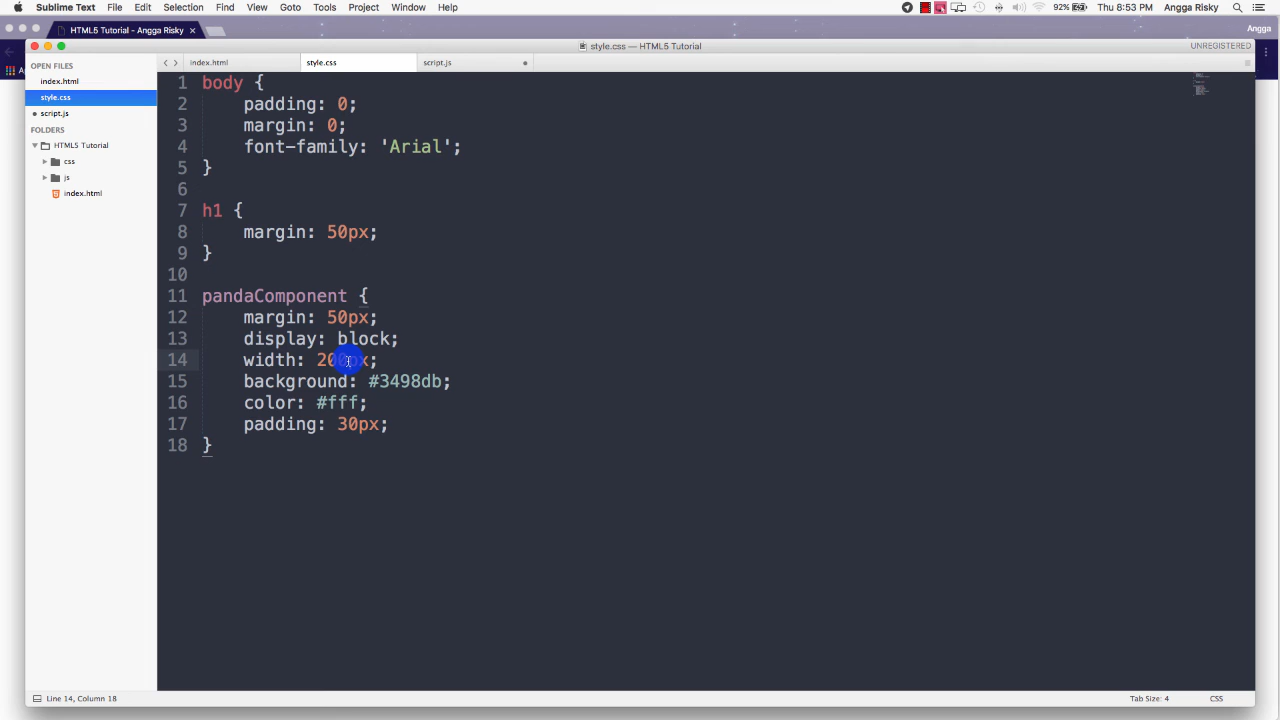 Sublime Text File Edit Selection Find View Goto Tools Project Window Help 92% Thu 8:53 PM Angga Risky
HTML5 Tutorial - Angga Risky × Angga
style.css — HTML5 Tutorial UNREGISTERED
OPEN FILES
index.html
style.css
script.js
FOLDERS
HTML5 Tutorial
css
js
index.html
index.html style.css script.js
1 body {
2 padding: 0;
3 margin: 0;
4 font-family: 'Arial';
5 }
6
7 h1 {
8 margin: 50px;
9 }
10
11 pandaComponent {
12 margin: 50px;
13 display: block;
14 width: 200px;
15 background: #3498db;
16 color: #fff;
17 padding: 30px;
18 }
Line 14, Column 18 Tab Size: 4 CSS